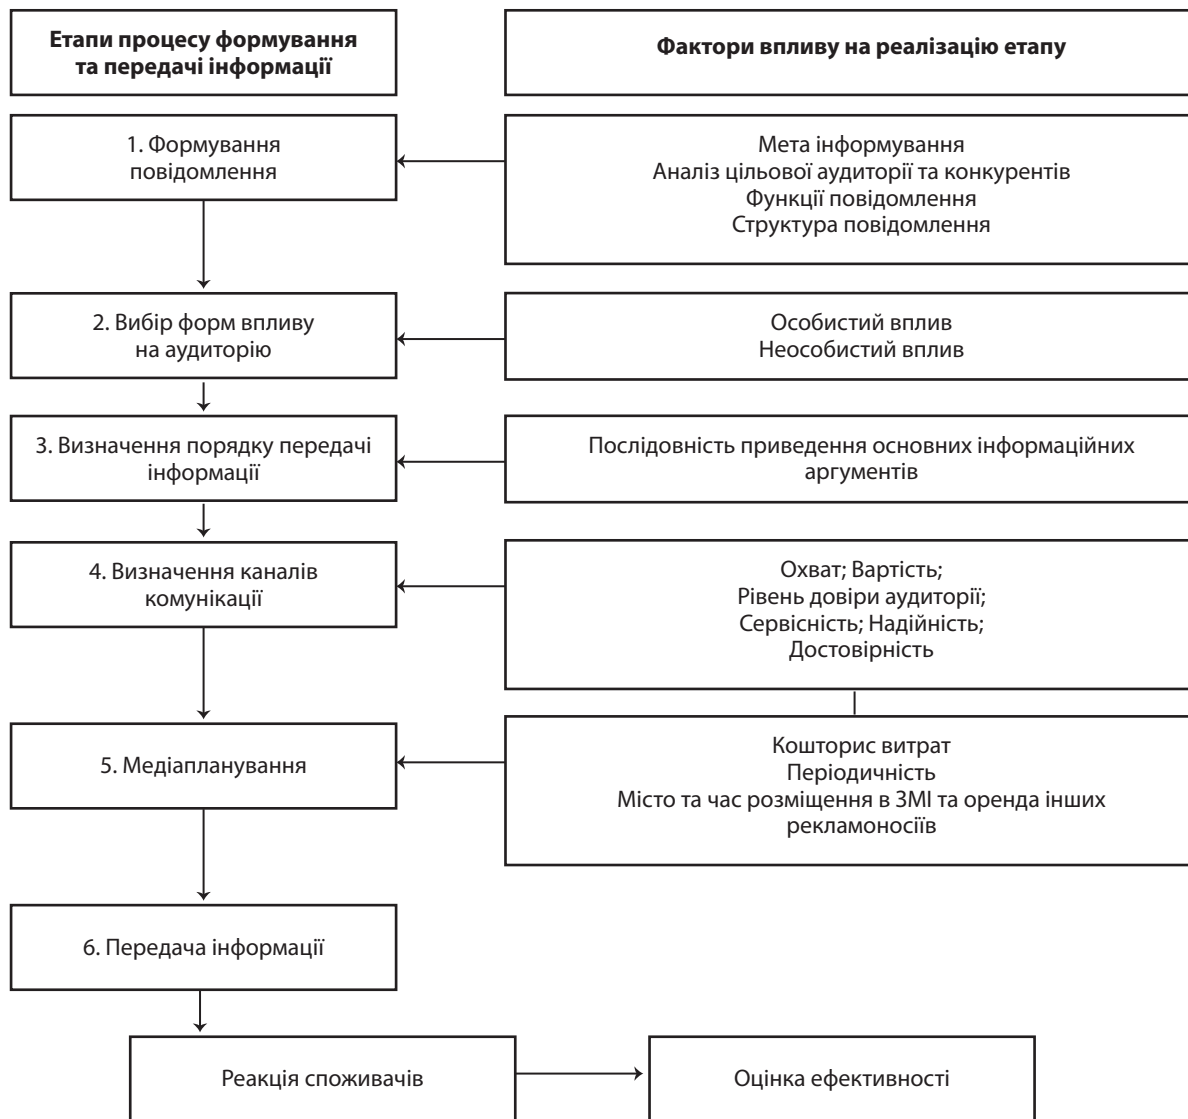 Етапи процесу формування
та передачі інформації
Фактори впливу на реалізацію етапу
1. Формування
повідомлення
Мета інформування
Аналіз цільової аудиторії та конкурентів
Функції повідомлення
Структура повідомлення
2. Вибір форм впливу
на аудиторію
Особистий вплив
Неособистий вплив
3. Визначення порядку передачі
інформації
Послідовність приведення основних інформаційних
аргументів
4. Визначення каналів
комунікації
Охват; Вартість;
Рівень довіри аудиторії;
Сервісність; Надійність;
Достовірність
5. Медіапланування
Кошторис витрат
Періодичність
Місто та час розміщення в ЗМІ та оренда інших
рекламоносіїв
6. Передача інформації
Реакція споживачів
Оцінка ефективності